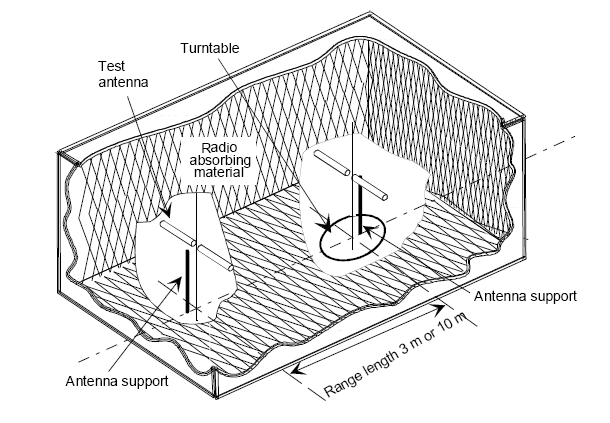 Turntable
Test
antenna
Radio
absorbing
material
Antenna support
Range length 3 m or 10 m
Antenna support